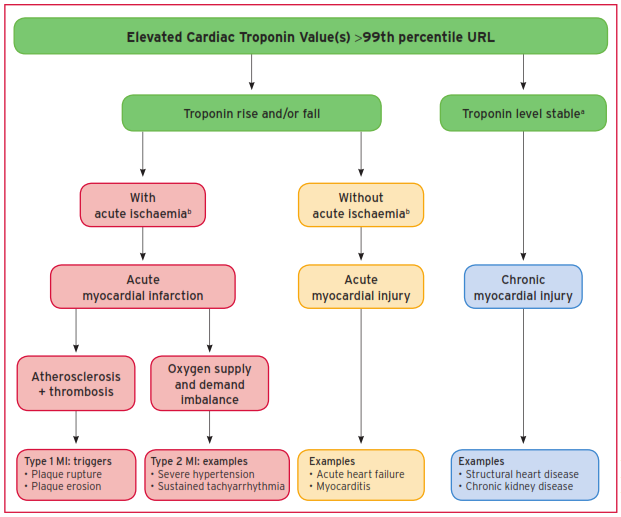 Elevated Cardiac Troponin Value(s) >99th percentile URL
Troponin rise and/or fall
Troponin level stableᵃ
With
acute ischaemiaᵇ
Without
acute ischaemiaᵇ
Acute
myocardial infarction
Acute
myocardial injury
Chronic
myocardial injury
Atherosclerosis
+ thrombosis
Oxygen supply
and demand
imbalance
Type 1 MI: triggers
• Plaque rupture
• Plaque erosion
Type 2 MI: examples
• Severe hypertension
• Sustained tachyarrhythmia
Examples
• Acute heart failure
• Myocarditis
Examples
• Structural heart disease
• Chronic kidney disease